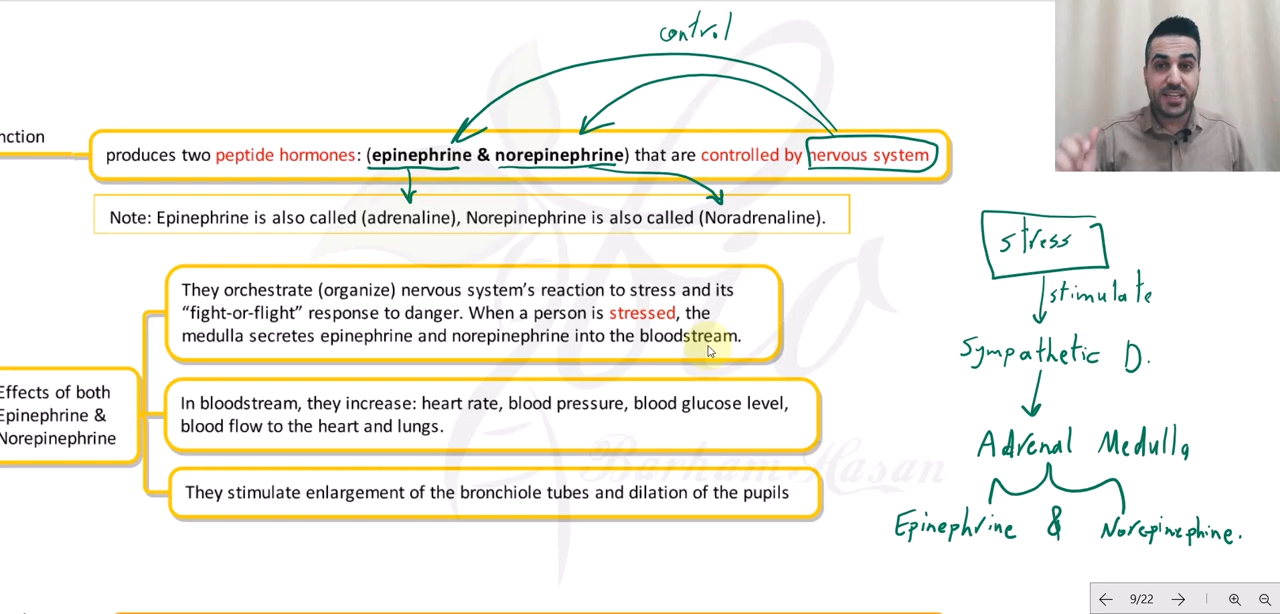 control
nction
produces two peptide hormones: (epinephrine & norepinephrine) that are controlled by nervous system
Note: Epinephrine is also called (adrenaline), Norepinephrine is also called (Noradrenaline).
They orchestrate (organize) nervous system’s reaction to stress and its
“fight-or-flight” response to danger. When a person is stressed, the
medulla secretes epinephrine and norepinephrine into the bloodstream.
Effects of both
Epinephrine &
Norepinephrine
In bloodstream, they increase: heart rate, blood pressure, blood glucose level,
blood flow to the heart and lungs.
They stimulate enlargement of the bronchiole tubes and dilation of the pupils
stress
stimulate
Sympathetic D.
Adrenal Medulla
Epinephrine & Norepinephine.
Bio
Barham Hasan
9/22